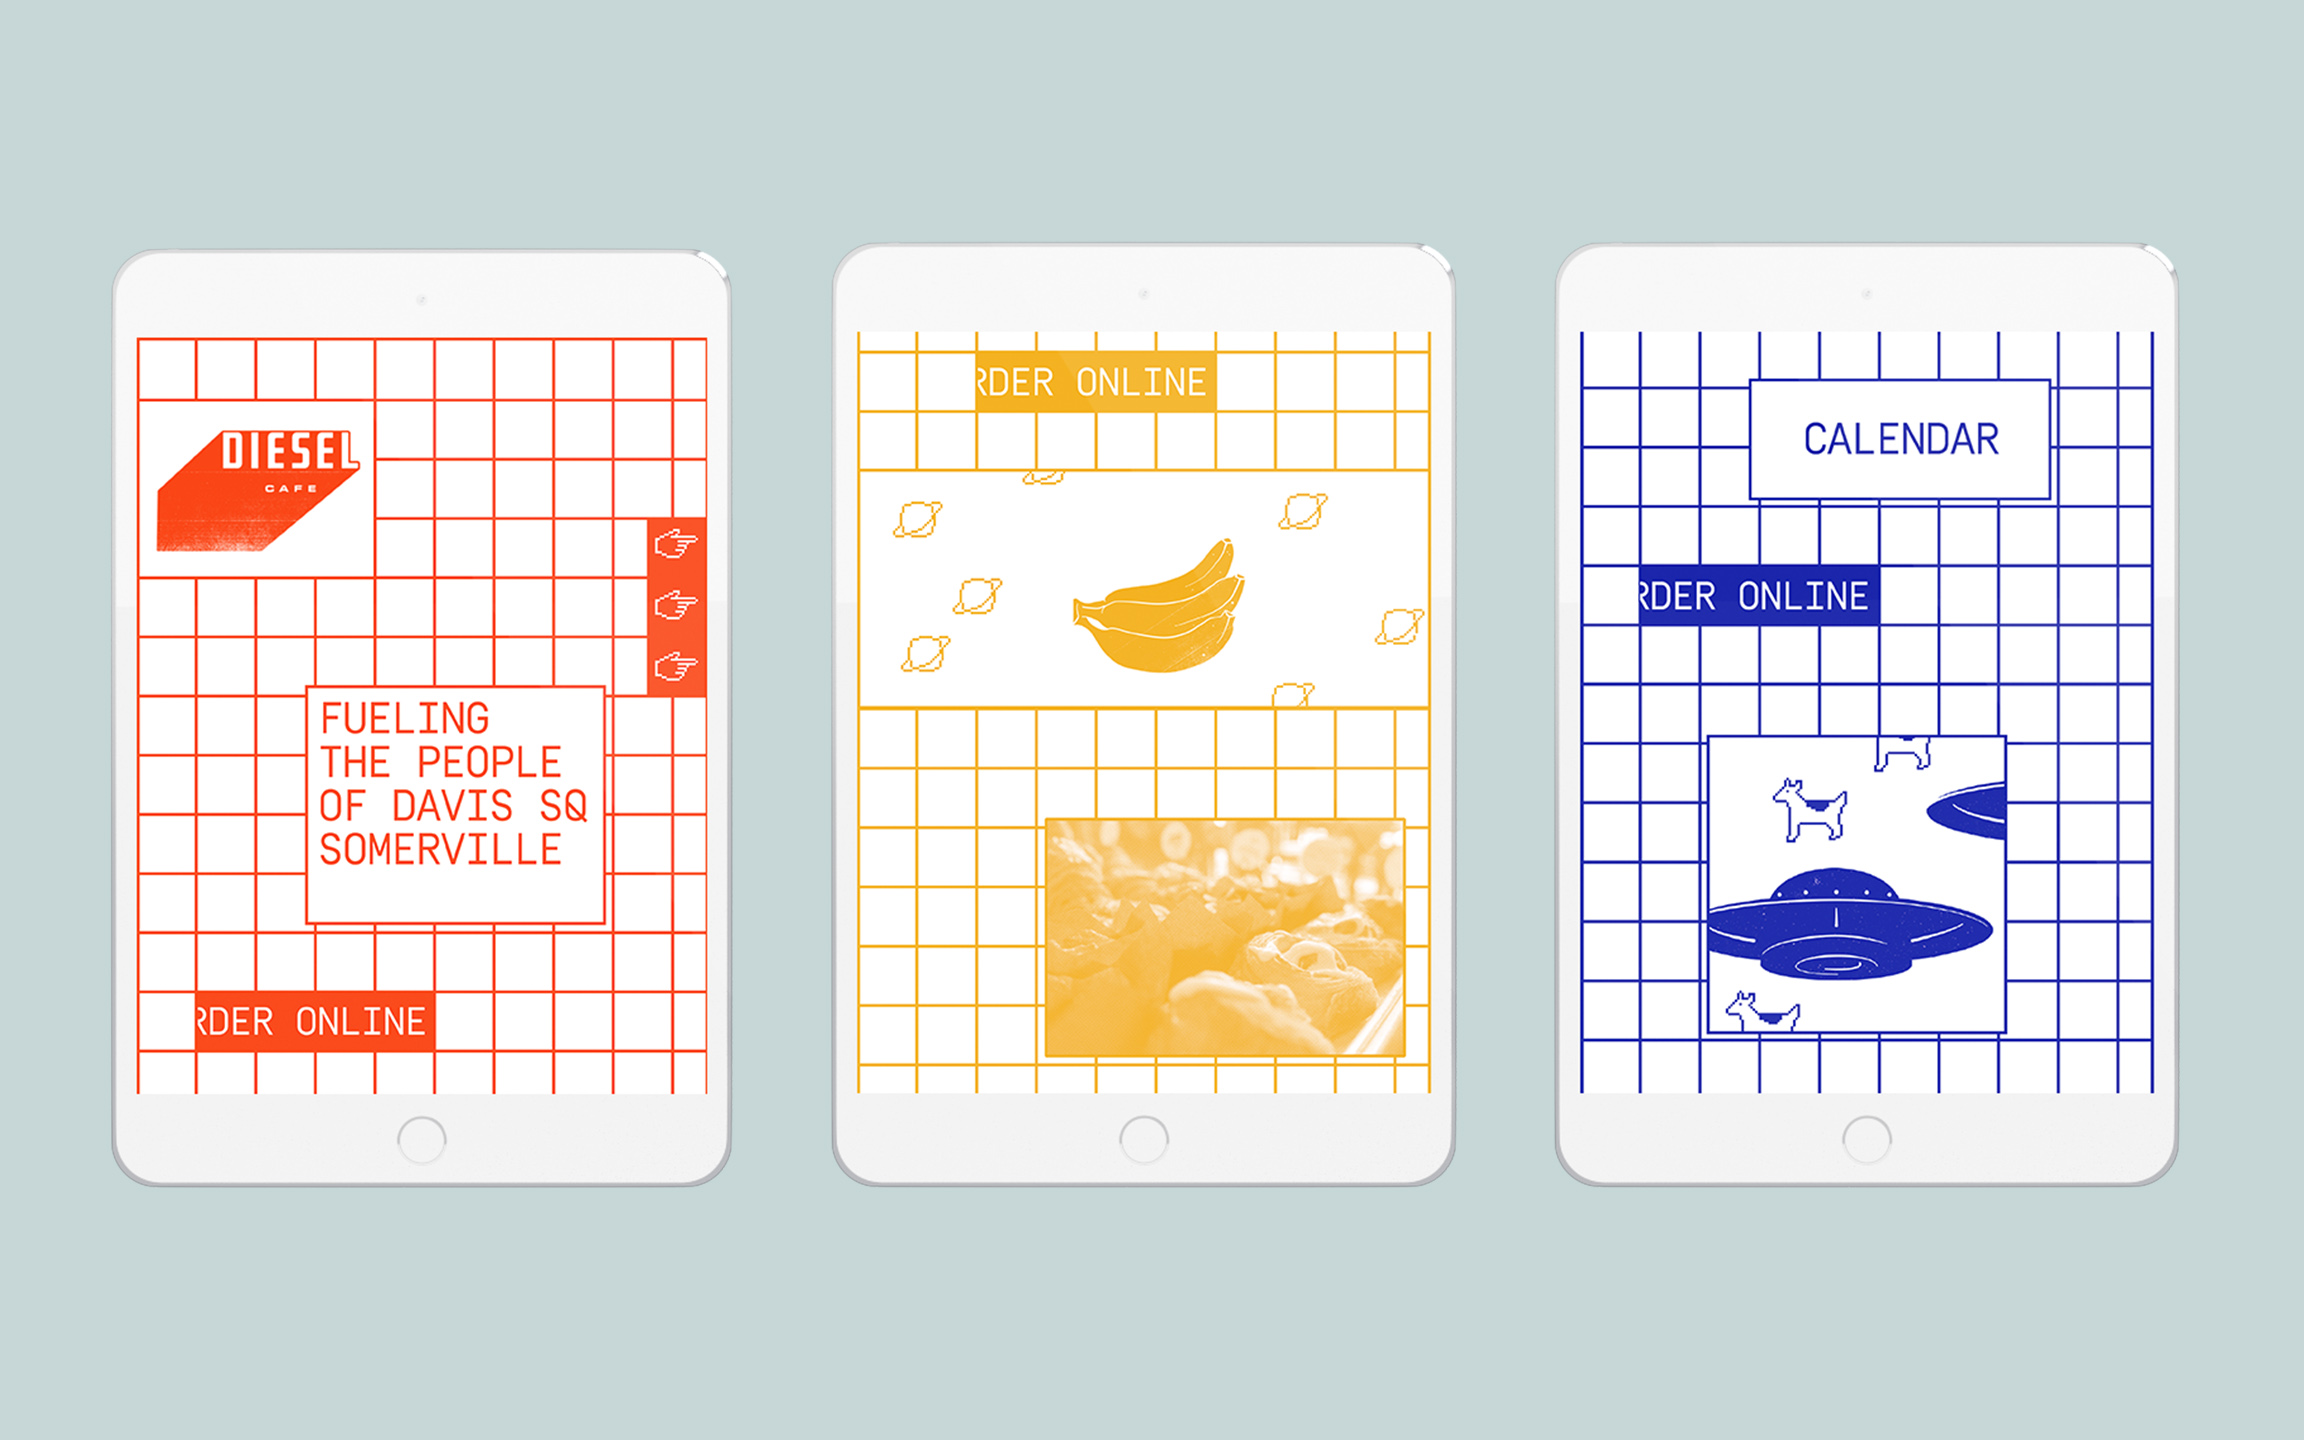 DIESEL
CAFE
FUELING
THE PEOPLE
OF DAVIS SQ
SOMERVILLE
RDER ONLINE
RDER ONLINE
CALENDAR
RDER ONLINE